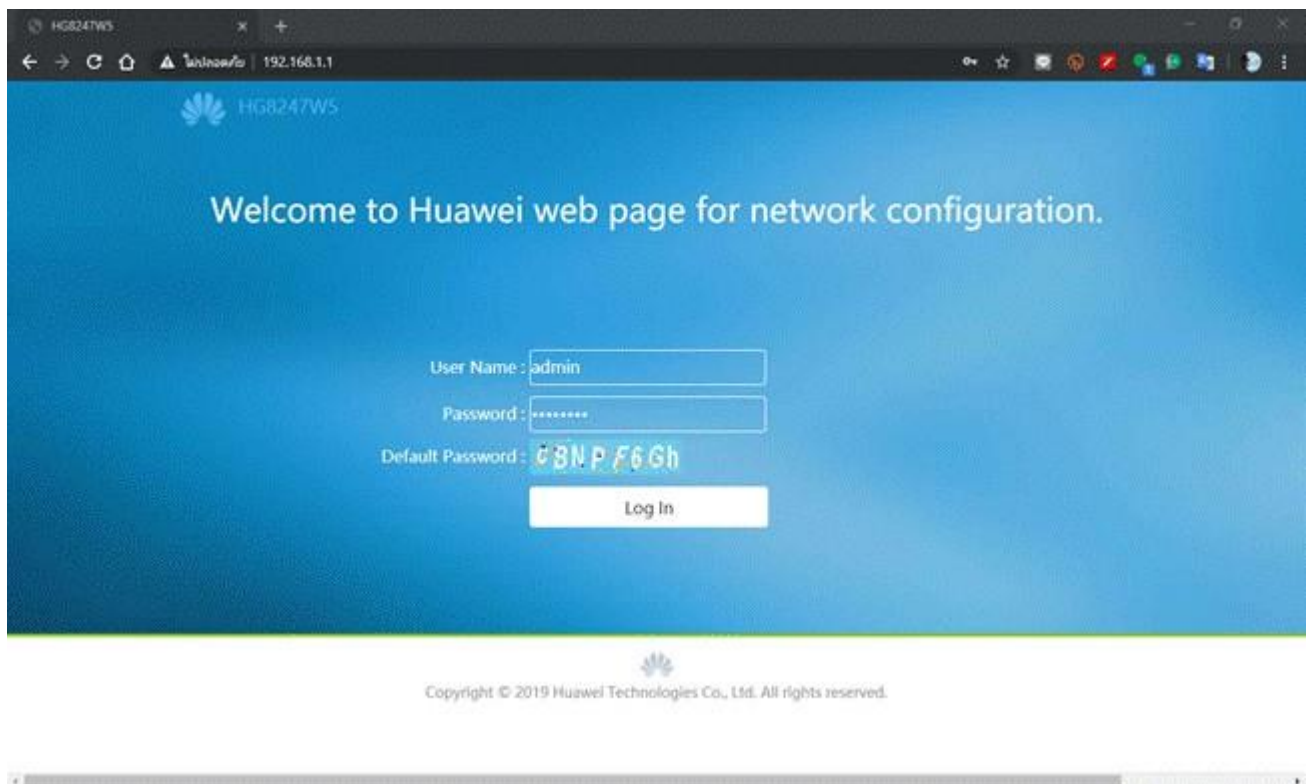 HG8247W5
ไม่ปลอดภัย | 192.168.1.1
HG8247W5
Welcome to Huawei web page for network configuration.
User Name : admin
Password : ••••••••
Default Password : cBNPF6Gh
Log In
Copyright © 2019 Huawei Technologies Co., Ltd. All rights reserved.